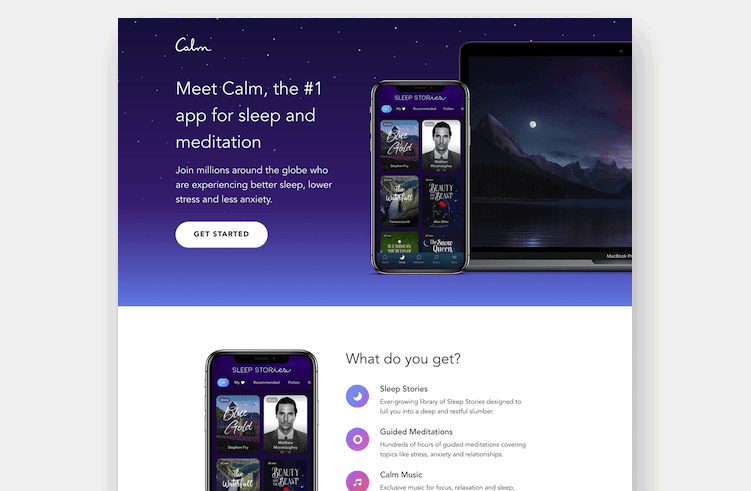 Calm
Meet Calm, the #1
app for sleep and
meditation
Join millions around the globe who
are experiencing better sleep, lower
stress and less anxiety.
GET STARTED
SLEEP STORies
My
Recommended
Fiction
Blue
Gold
Stephen Fry
Matthew
Mcconaughey
The
Waterfall
BEAUTY
AND THE
BEAST
Alan Sklar
The Snow
Queen
MacBook Pr
What do you get?
SLEEP STORies
My
Recommended
Fiction
K
Blue
Gold
Stephen Fry
Matthew
Mcconaughey
The
Waterfall
BEAUTY
AND THE
BEAST
Sleep Stories
Ever-growing library of Sleep Stories designed to
lull you into a deep and restful slumber.
Guided Meditations
Hundreds of hours of guided meditations covering
topics like stress, anxiety and relationships.
Calm Music
Exclusive music for focus, relaxation and sleep,